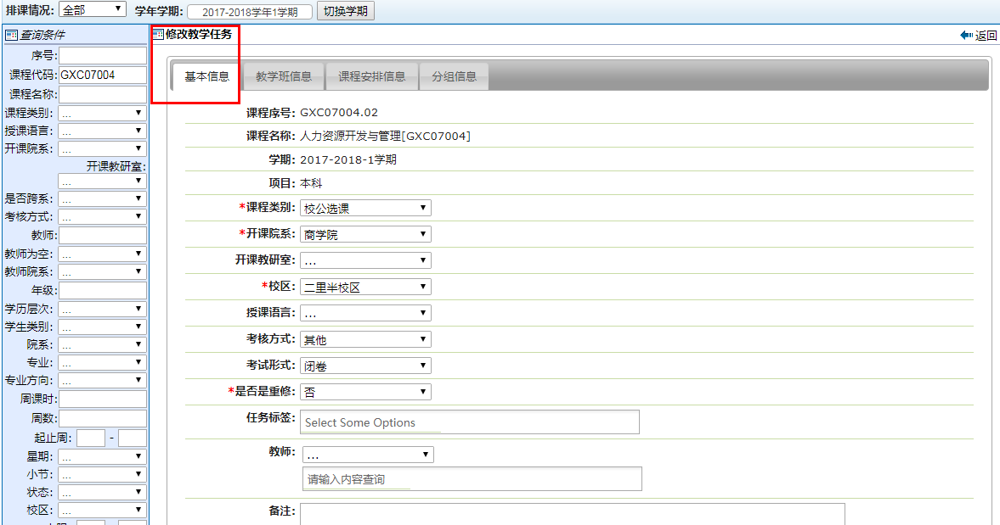 排课情况: 全部 学年学期: 2017-2018学年1学期 切换学期
查询条件
序号:
课程代码: GXC07004
课程名称:
课程类别: ...
授课语言: ...
开课院系: ...
开课教研室:
...
是否跨系: ...
考核方式: ...
教师:
教师为空: ...
教师院系: ...
年级:
学历层次: ...
学生类别: ...
院系: ...
专业: ...
专业方向: ...
周课时:
周数:
起止周: -
星期: ...
小节: ...
状态: ...
校区: ...
修改教学任务 返回
基本信息 教学班信息 课程安排信息 分组信息
课程序号: GXC07004.02
课程名称: 人力资源开发与管理[GXC07004]
学期: 2017-2018-1学期
项目: 本科
*课程类别: 校公选课
*开课院系: 商学院
开课教研室: ...
*校区: 二里半校区
授课语言: ...
考核方式: 其他
考试形式: 闭卷
*是否是重修: 否
任务标签: Select Some Options
教师: ...
请输入内容查询
备注: